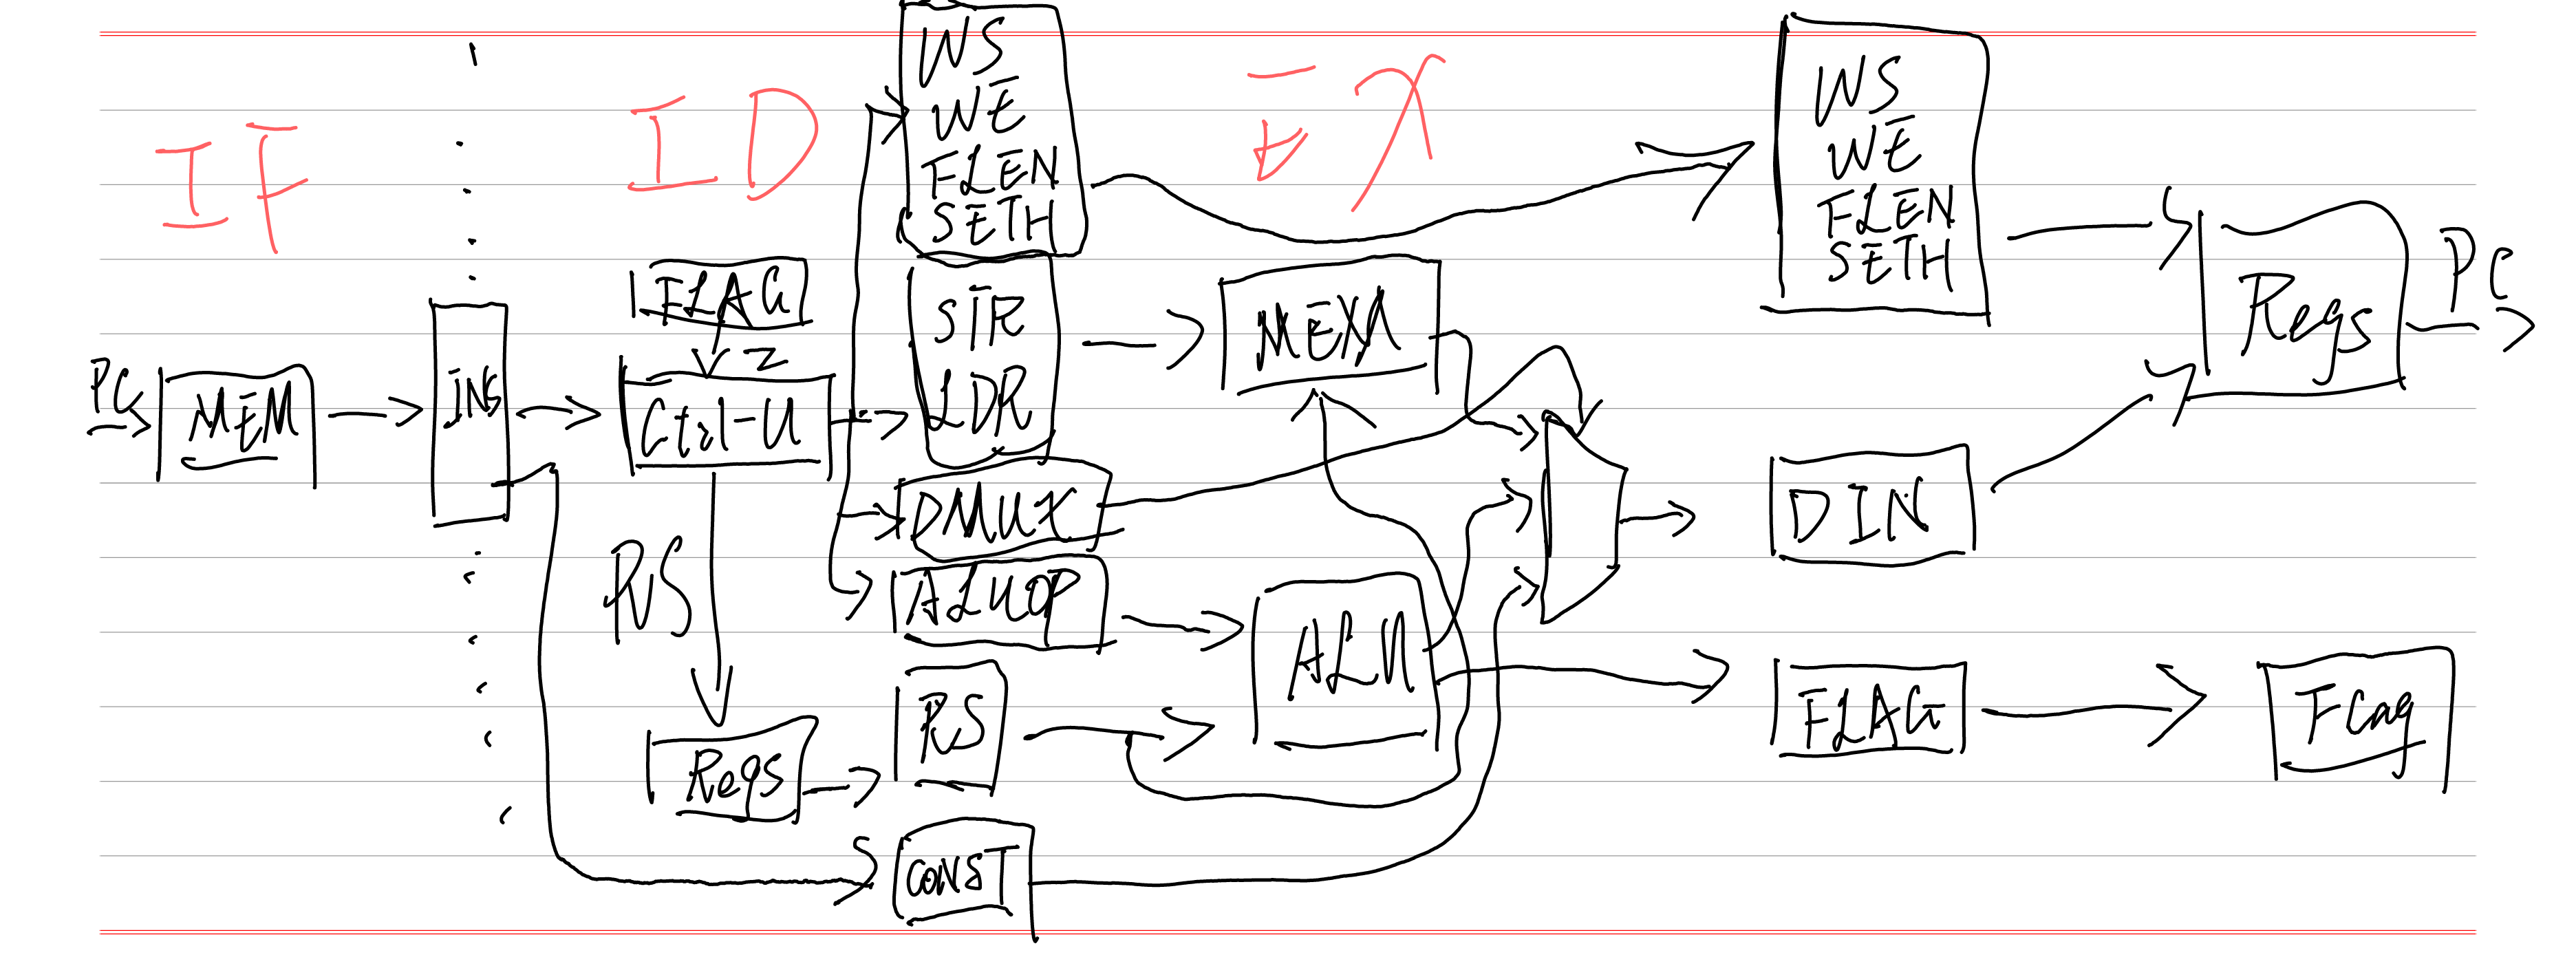 IF
ID
EX
PC
MEM
INS
FLAG
Z
Ctrl-U
RS
Regs
WS
WE
FLEN
SETH
STR
LDR
DMUX
ALUOP
RS
CONST
ALU
WS
WE
FLEN
SETH
DIN
FLAG
Regs
PC
Flag